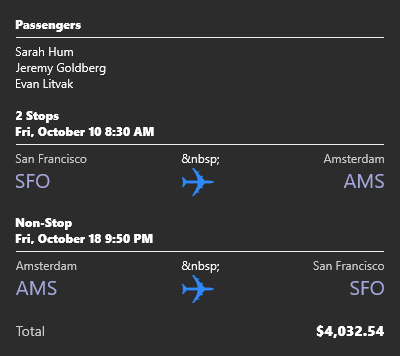 Passengers
Sarah Hum
Jeremy Goldberg
Evan Litvak
2 Stops
Fri, October 10 8:30 AM
San Francisco &nbsp; Amsterdam
SFO AMS
Non-Stop
Fri, October 18 9:50 PM
Amsterdam &nbsp; San Francisco
AMS SFO
Total $4,032.54